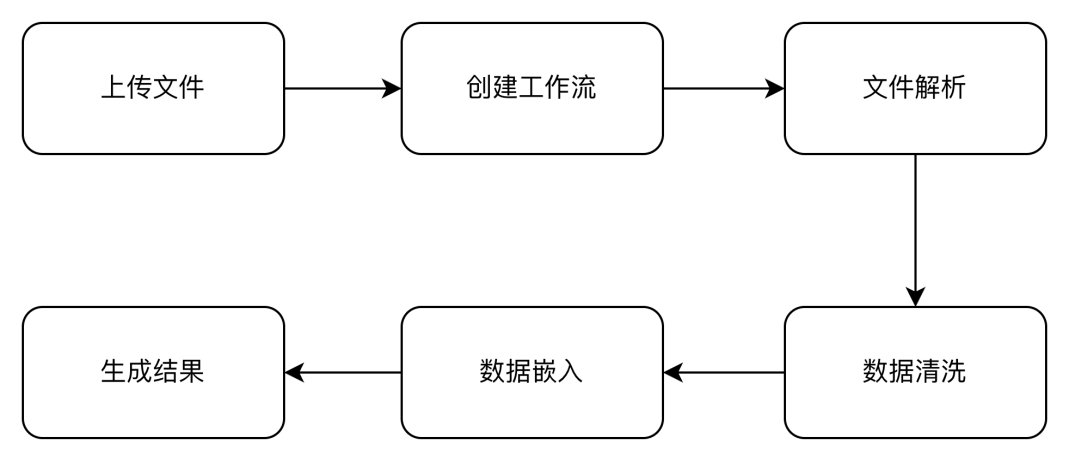 上传文件
创建工作流
文件解析
数据清洗
数据嵌入
生成结果